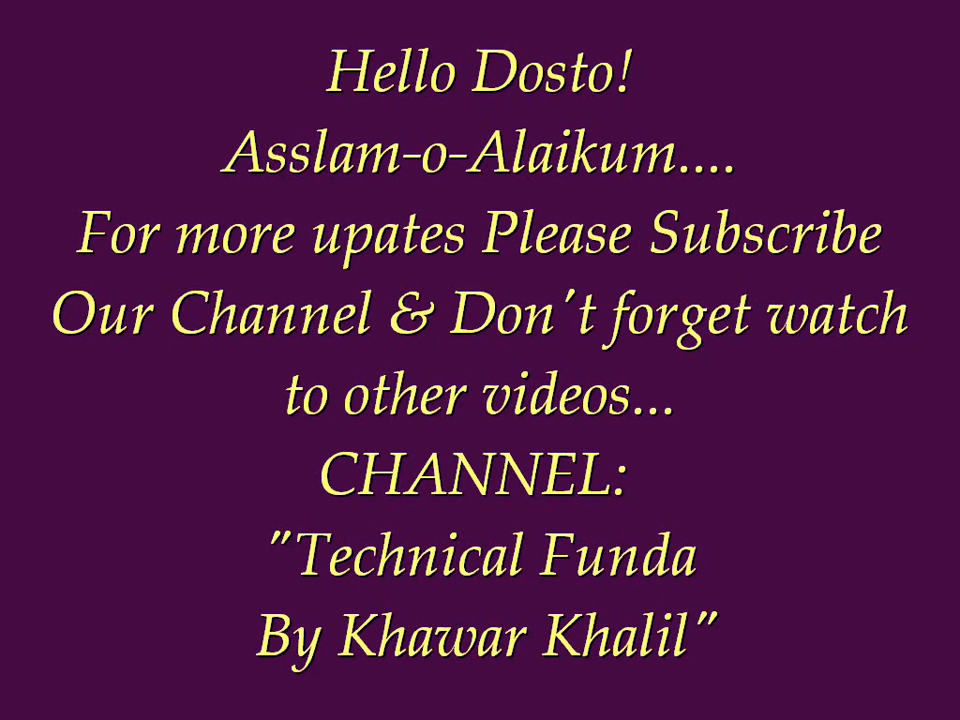 Hello Dosto!
Asslam-o-Alaikum....
For more upates Please Subscribe
Our Channel & Don't forget watch
to other videos...
CHANNEL:
"Technical Funda
By Khawar Khalil"